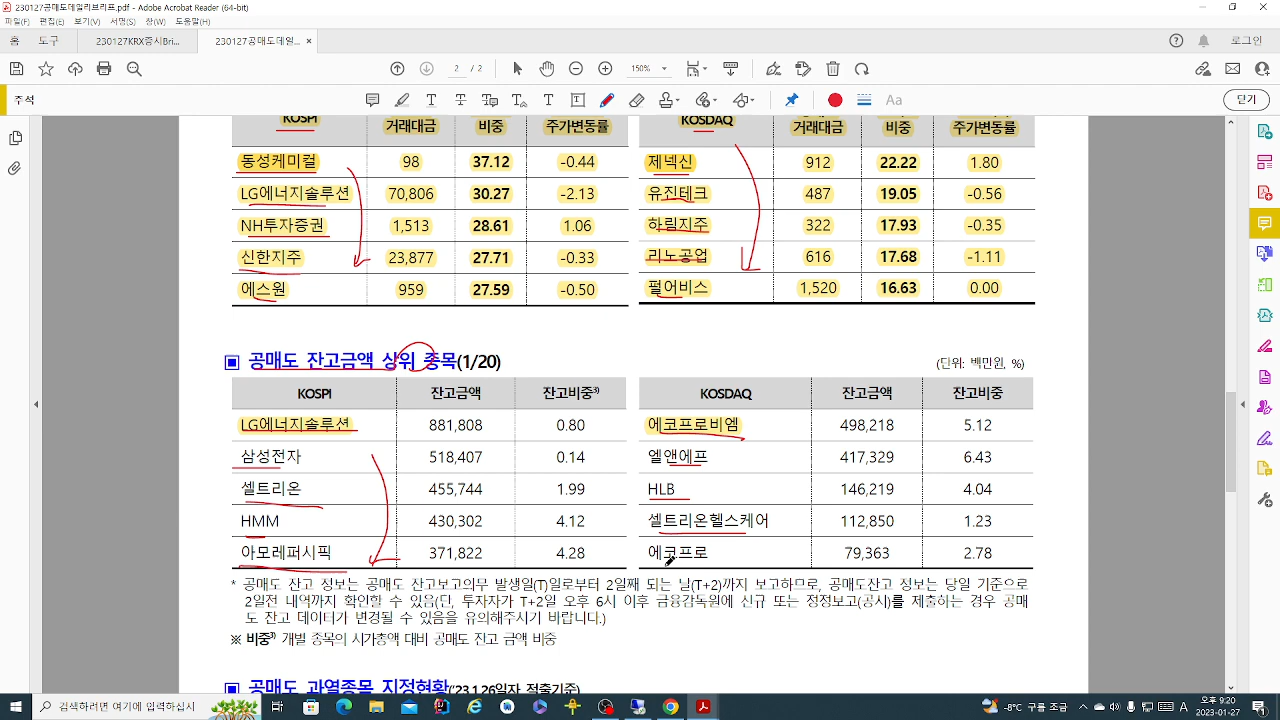 230127공매도데일리브리프.pdf - Adobe Acrobat Reader (64-bit)
파일(F) 편집(E) 보기(V) 서명(S) 창(W) 도움말(H)
홈 도구 230127KRX증시Bri... 230127공매도데일... × 로그인
2 / 2 150%
주석 닫기
KOSPI 거래대금 비중 주가변동률
동성케미컬 98 37.12 -0.44
LG에너지솔루션 70,806 30.27 -2.13
NH투자증권 1,513 28.61 1.06
신한지주 23,877 27.71 -0.33
에스원 959 27.59 -0.50
KOSDAQ 거래대금 비중 주가변동률
제넥신 912 22.22 1.80
유진테크 487 19.05 -0.56
하림지주 322 17.93 -0.35
리노공업 616 17.68 -1.11
펄어비스 1,520 16.63 0.00
▣ 공매도 잔고금액 상위 종목(1/20)
(단위: 백만원, %)
KOSPI 잔고금액 잔고비중3)
LG에너지솔루션 881,808 0.80
삼성전자 518,407 0.14
셀트리온 455,744 1.99
HMM 430,302 4.12
아모레퍼시픽 371,822 4.28
KOSDAQ 잔고금액 잔고비중
에코프로비엠 498,218 5.12
엘앤에프 417,329 6.43
HLB 146,219 4.04
셀트리온헬스케어 112,850 1.23
에코프로 79,363 2.78
* 공매도 잔고 정보는 공매도 잔고보고의무 발생일(T)일로부터 2일째 되는 날(T+2)까지 보고하므로, 공매도잔고 정보는 당일 기준으로
2일전 내역까지 확인할 수 있음(단, 투자자가 T+2일 오후 6시 이후 금융감독원에 신규 또는 정정보고(공시)를 제출하는 경우 공매
도 잔고 데이터가 변경될 수 있음을 유의해주시기 바랍니다.)
※ 비중3) 개별 종목의 시가총액 대비 공매도 잔고 금액 비중
▣ 공매도 과열종목 지정현황('23.1.26일자 적출기준)
검색하려면 여기에 입력하십시
-8°C 구름 조금 A 오후 9:20
2023-01-27